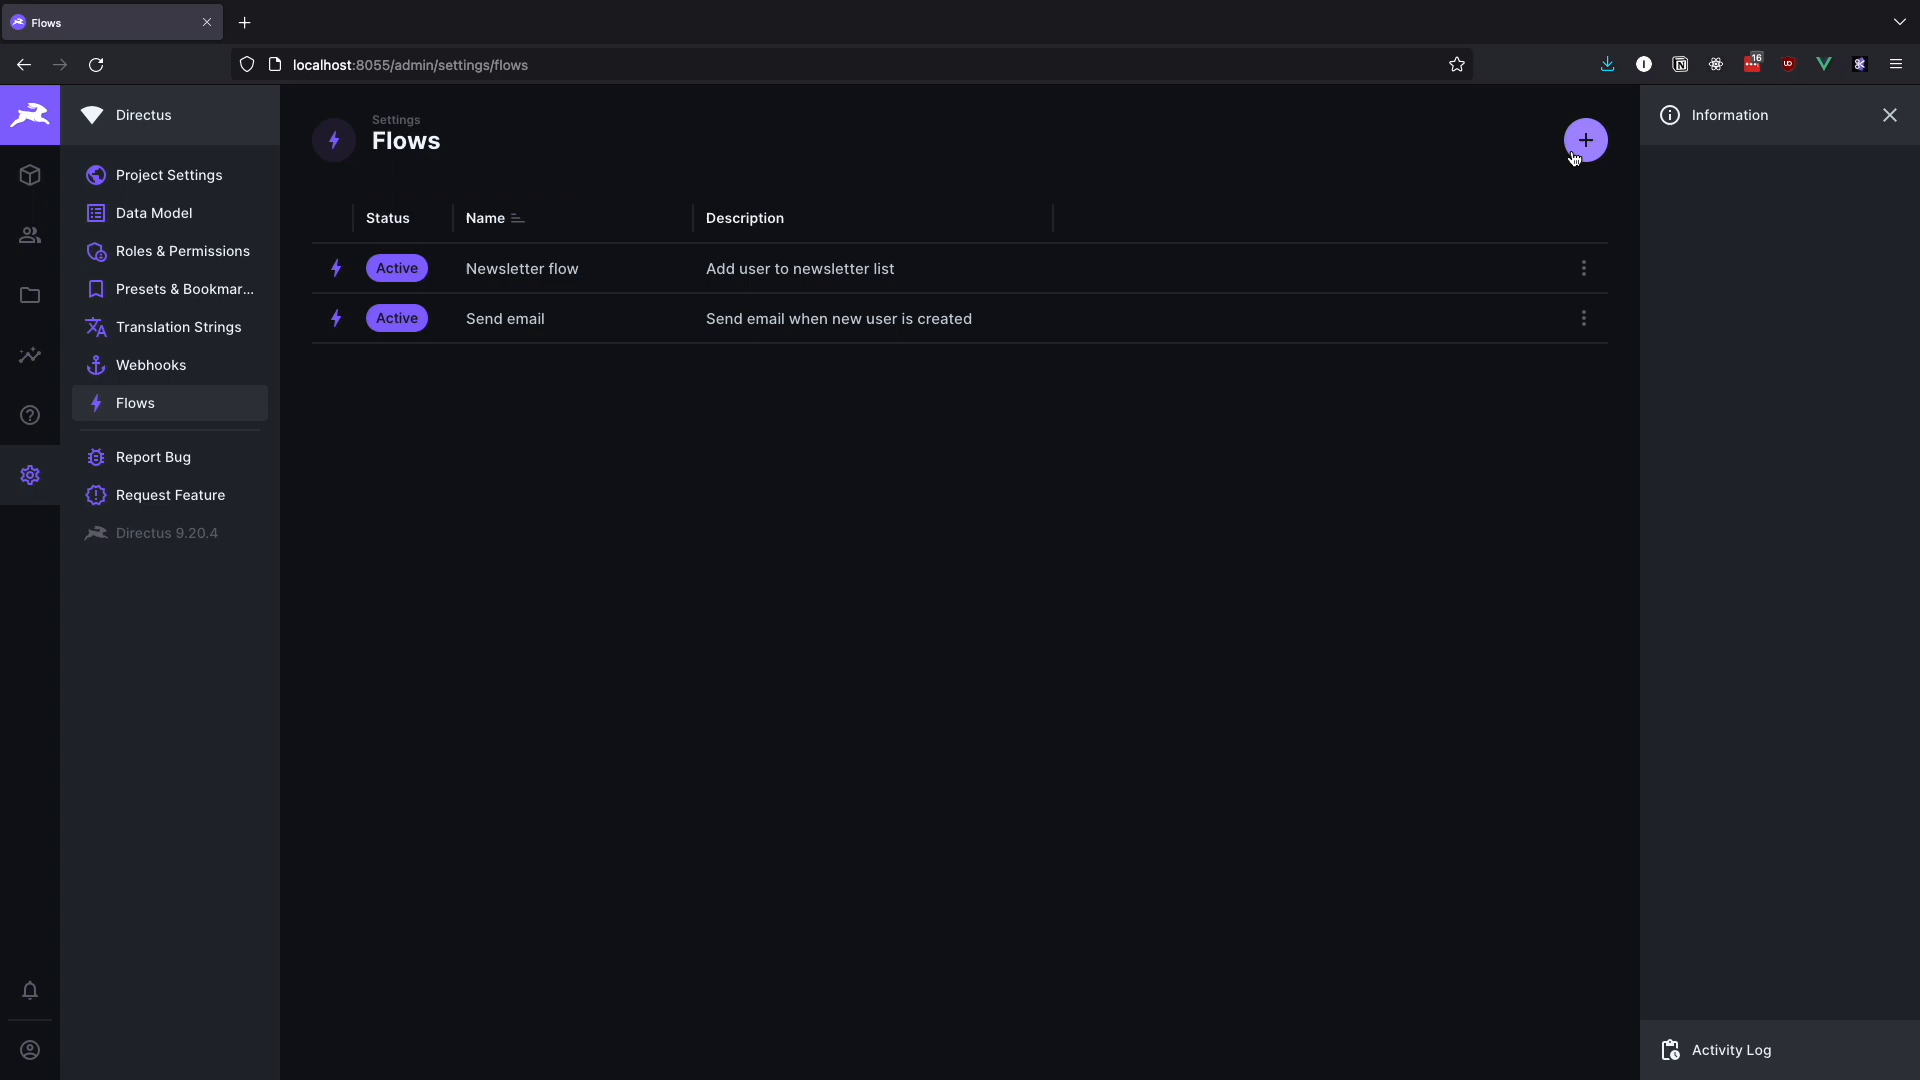 Flows
localhost:8055/admin/settings/flows
16
Directus
Project Settings
Data Model
Roles & Permissions
Presets & Bookmar...
Translation Strings
Webhooks
Flows
Report Bug
Request Feature
Directus 9.20.4
Settings
Flows
Status
Name
Description
Active
Newsletter flow
Add user to newsletter list
Active
Send email
Send email when new user is created
Information
Activity Log